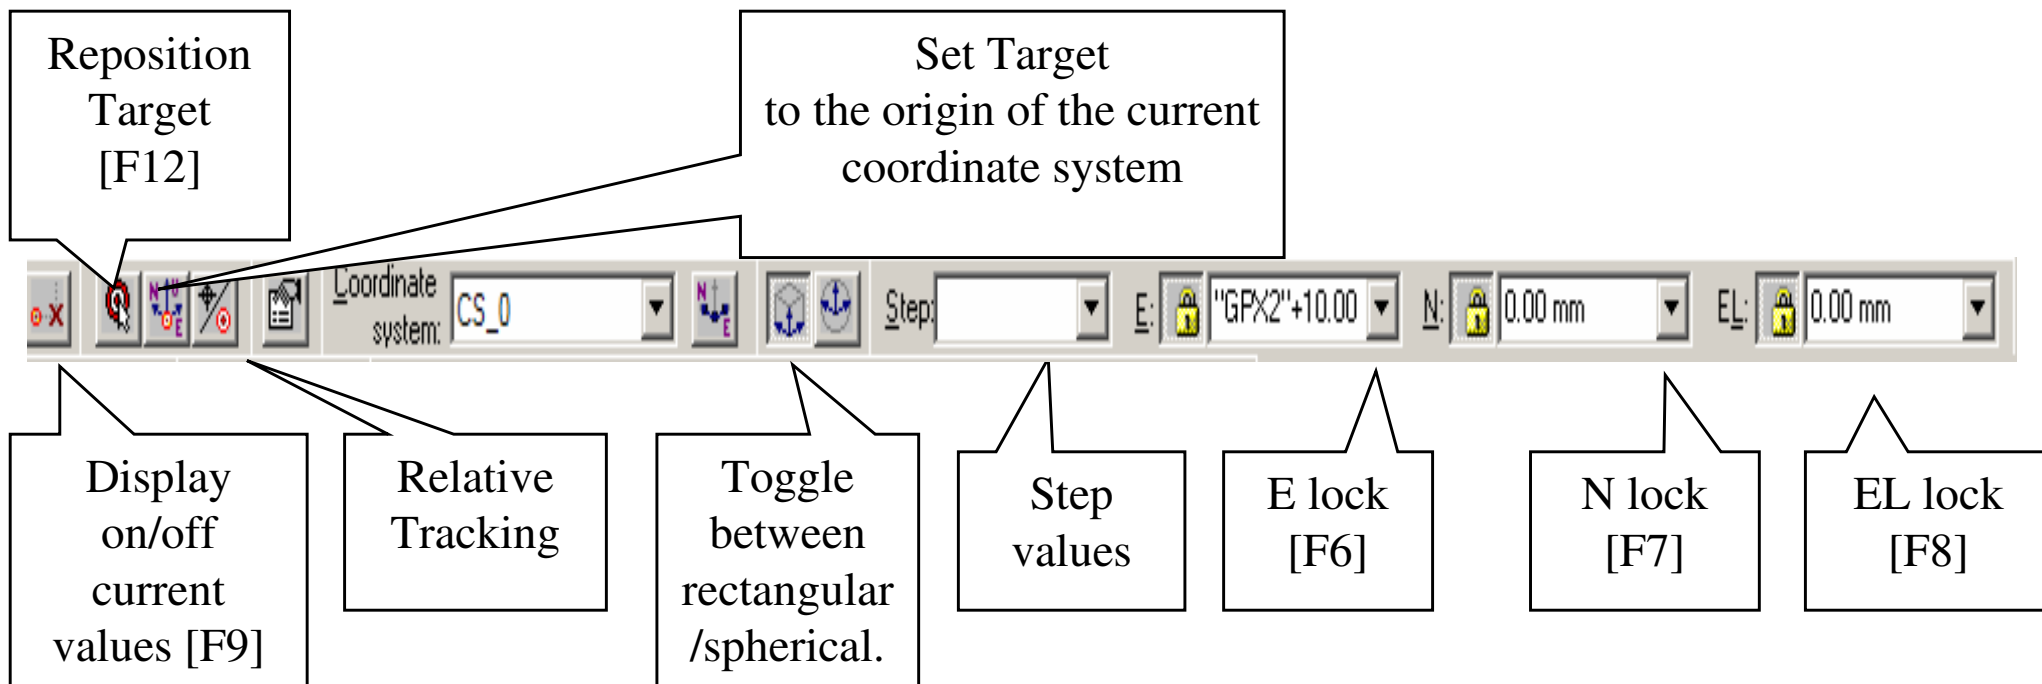 Reposition
Target
[F12]
Set Target
to the origin of the current
coordinate system
Coordinate
system:
CS_0
Step:
E:
"GPX2"+10.00
N:
0.00 mm
EL:
0.00 mm
Display
on/off
current
values [F9]
Relative
Tracking
Toggle
between
rectangular
/spherical.
Step
values
E lock
[F6]
N lock
[F7]
EL lock
[F8]